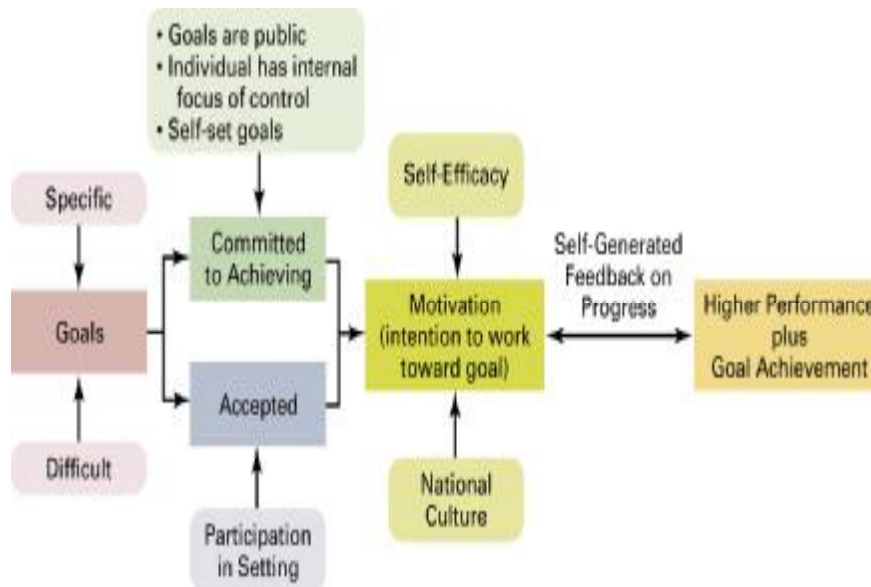 • Goals are public
• Individual has internal
focus of control
• Self-set goals
Self-Efficacy
Specific
Committed
to Achieving
Self-Generated
Feedback on
Progress
Goals
Motivation
(intention to work
toward goal)
Higher Performance
plus
Goal Achievement
Accepted
Difficult
National
Culture
Participation
in Setting